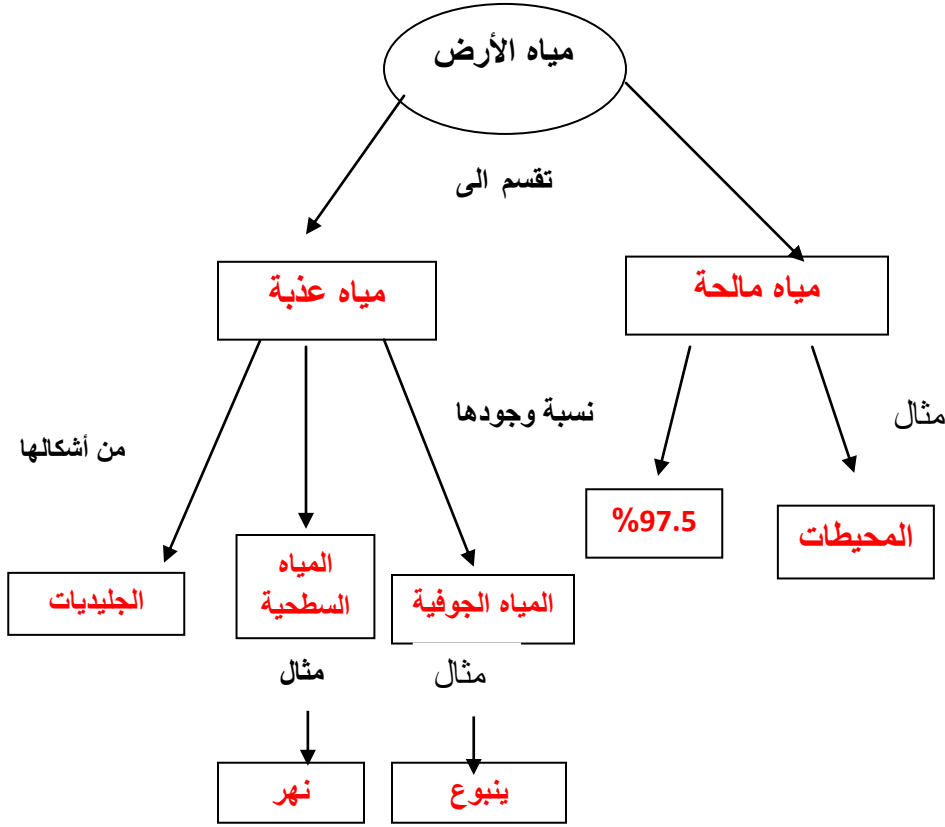 مياه الأرض
تقسم الى
مياه مالحة
مياه عذبة
مثال
نسبة وجودها
من أشكالها
المحيطات
%97.5
المياه الجوفية
المياه
السطحية
الجليديات
مثال
مثال
ينبوع
نهر